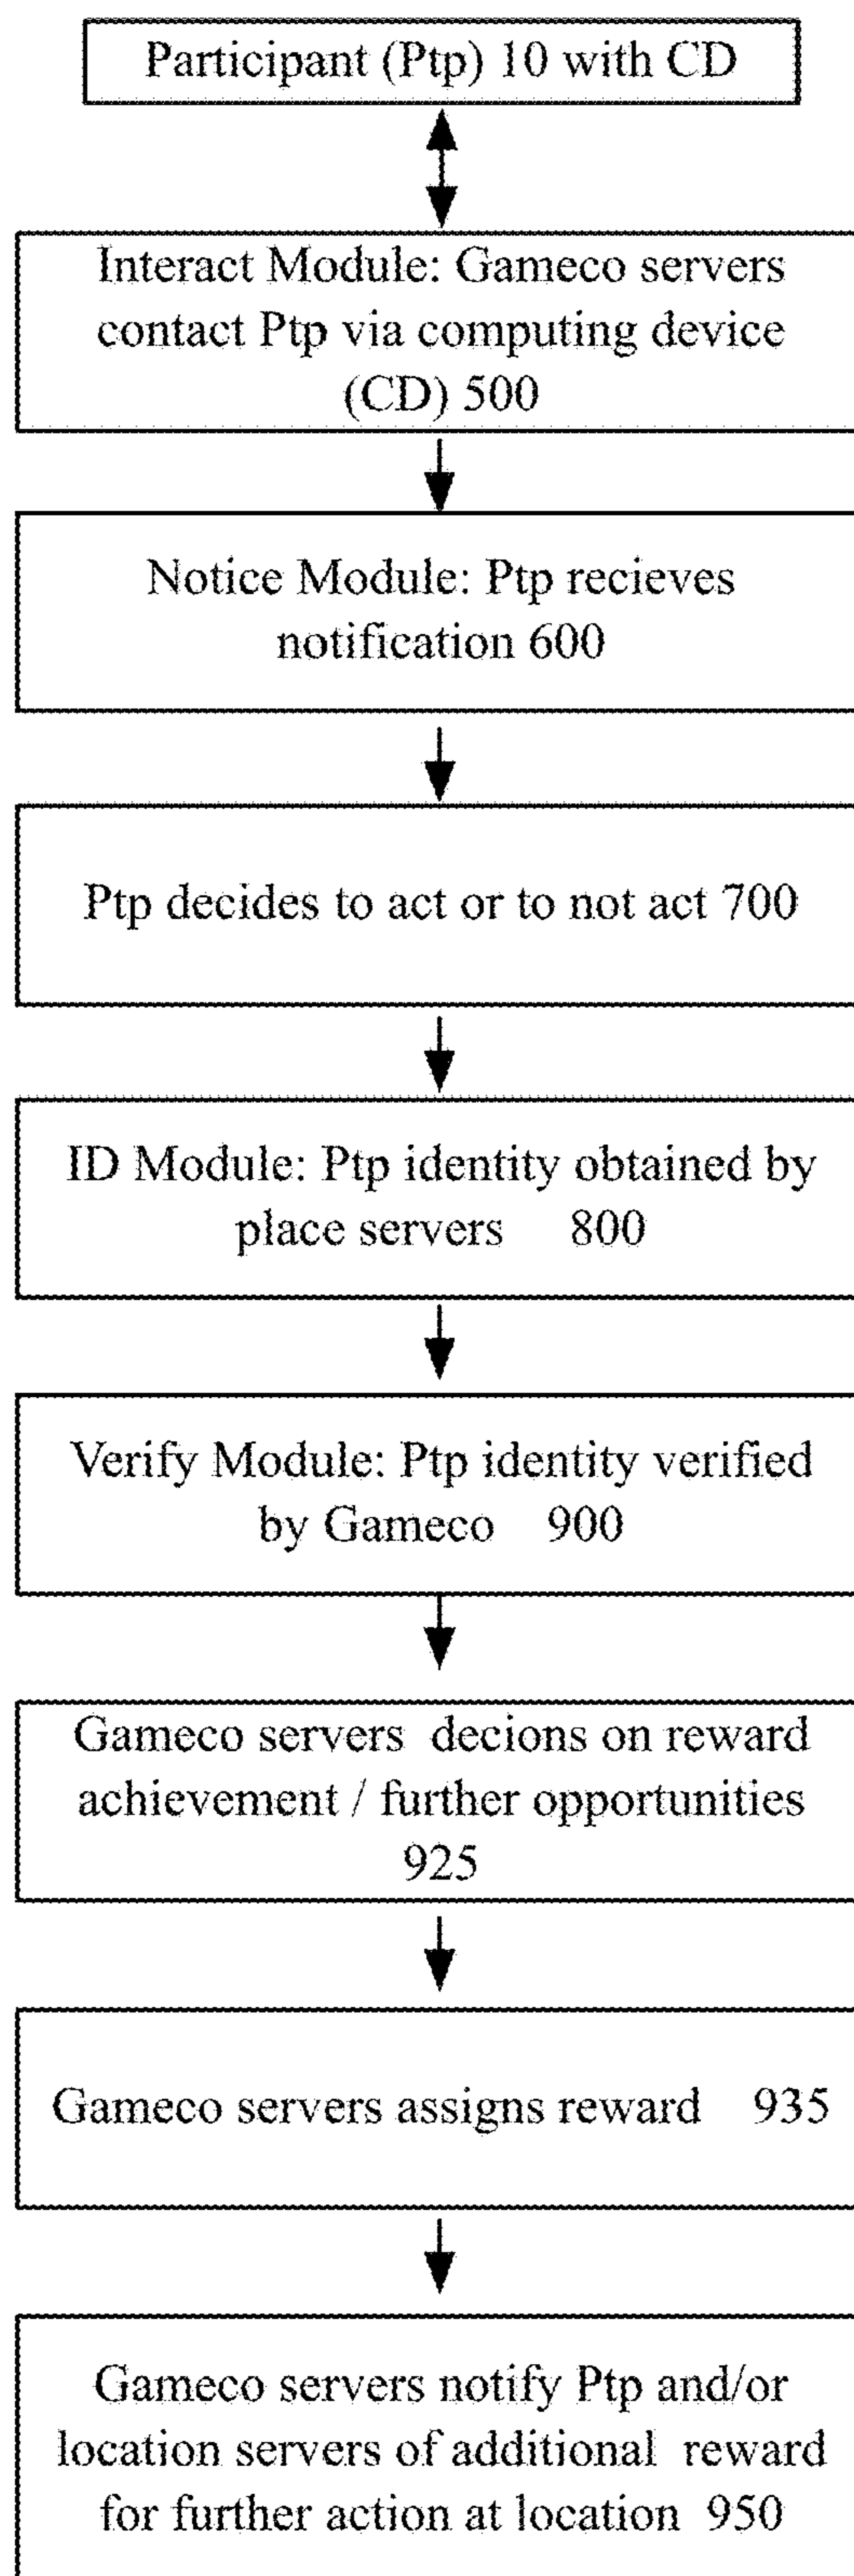 Participant (Ptp) 10 with CD
Interact Module: Gameco servers
contact Ptp via computing device
(CD) 500
Notice Module: Ptp recieves
notification 600
Ptp decides to act or to not act 700
ID Module: Ptp identity obtained by
place servers 800
Verify Module: Ptp identity verified
by Gameco 900
Gameco servers decions on reward
achievement / further opportunities
925
Gameco servers assigns reward 935
Gameco servers notify Ptp and/or
location servers of additional reward
for further action at location 950